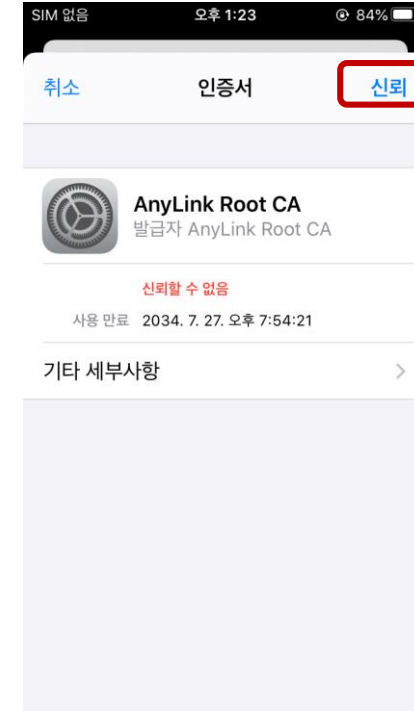 SIM 없음 오후 1:23 84%
취소 인증서 신뢰
AnyLink Root CA
발급자 AnyLink Root CA
신뢰할 수 없음
사용 만료 2034. 7. 27. 오후 7:54:21
기타 세부사항